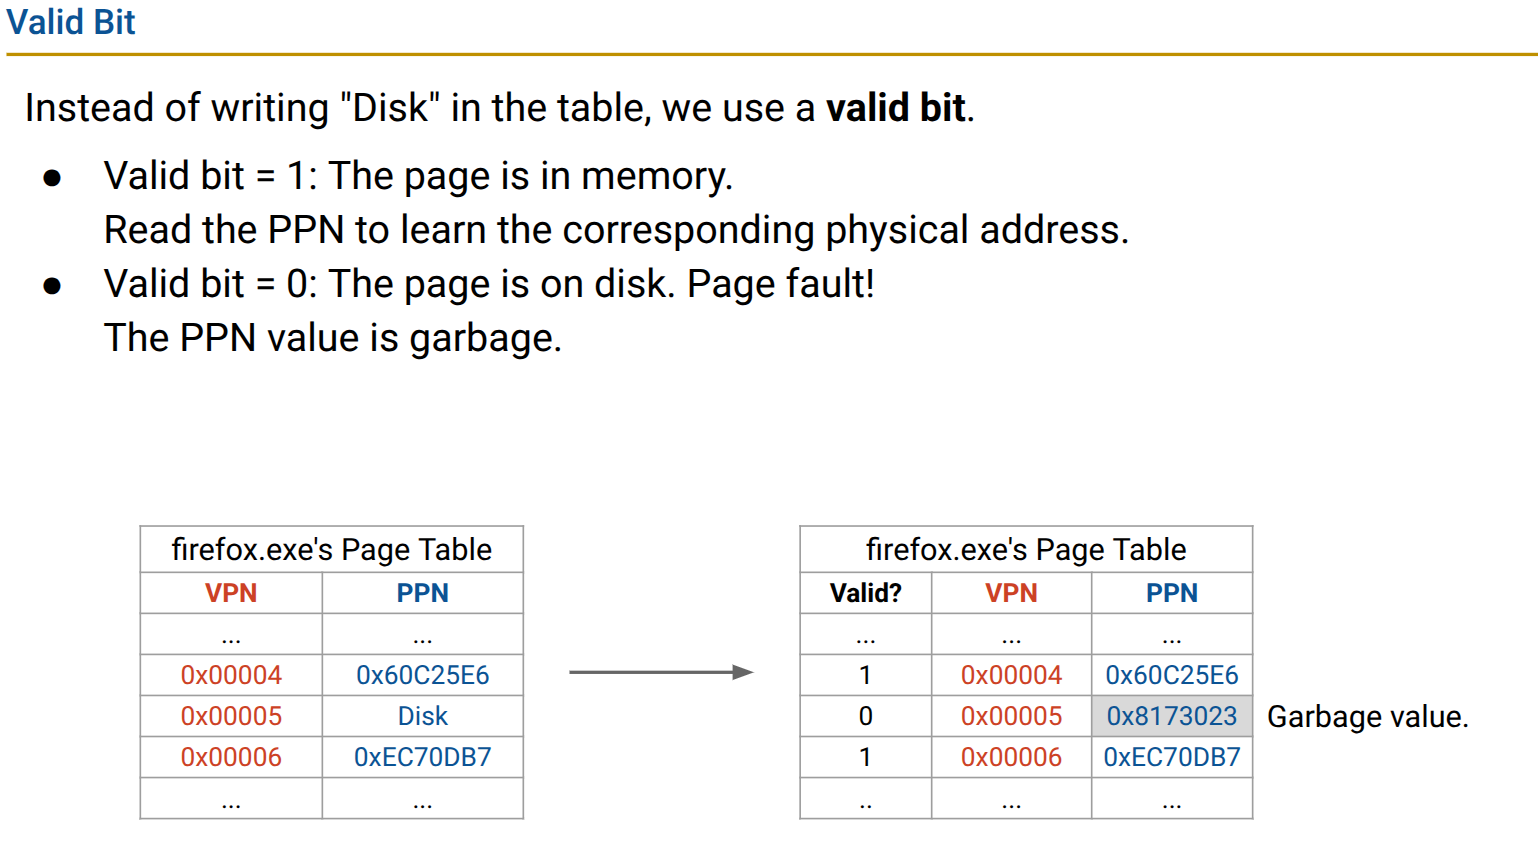 Valid Bit
Instead of writing "Disk" in the table, we use a valid bit.
● Valid bit = 1: The page is in memory.
Read the PPN to learn the corresponding physical address.
● Valid bit = 0: The page is on disk. Page fault!
The PPN value is garbage.
firefox.exe's Page Table
VPN PPN
... ...
0x00004 0x60C25E6
0x00005 Disk
0x00006 0xEC70DB7
... ...
firefox.exe's Page Table
Valid? VPN PPN
... ... ...
1 0x00004 0x60C25E6
0 0x00005 0x8173023 Garbage value.
1 0x00006 0xEC70DB7
.. ... ...